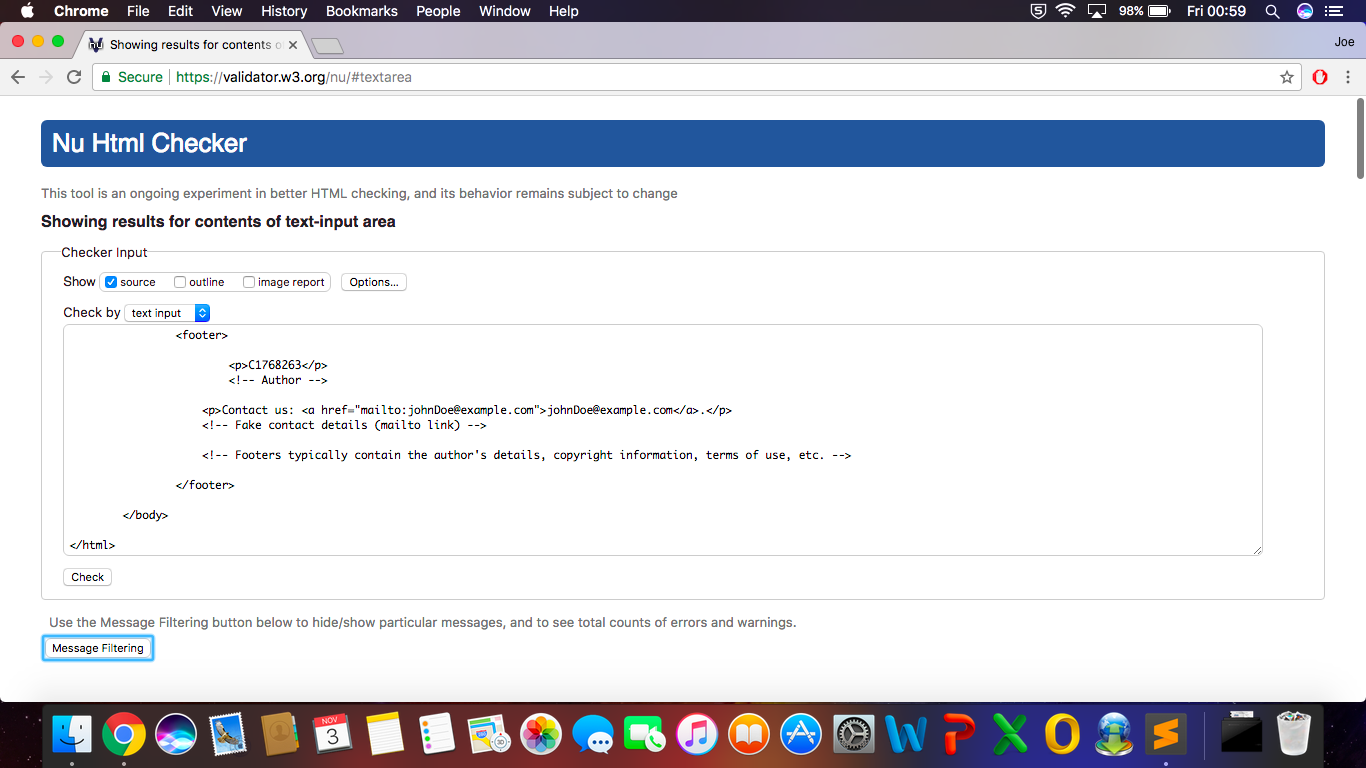 Chrome File Edit View History Bookmarks People Window Help 98% Fri 00:59
Showing results for contents o
Joe
Secure https://validator.w3.org/nu/#textarea
Nu Html Checker
This tool is an ongoing experiment in better HTML checking, and its behavior remains subject to change
Showing results for contents of text-input area
Checker Input
Show source outline image report Options...
Check by text input
<footer>
<p>C1768263</p>
<!-- Author -->
<p>Contact us: <a href="mailto:johnDoe@example.com">johnDoe@example.com</a>.</p>
<!-- Fake contact details (mailto link) -->
<!-- Footers typically contain the author's details, copyright information, terms of use, etc. -->
</footer>
</body>
</html>
Check
Use the Message Filtering button below to hide/show particular messages, and to see total counts of errors and warnings.
Message Filtering
NOV
3